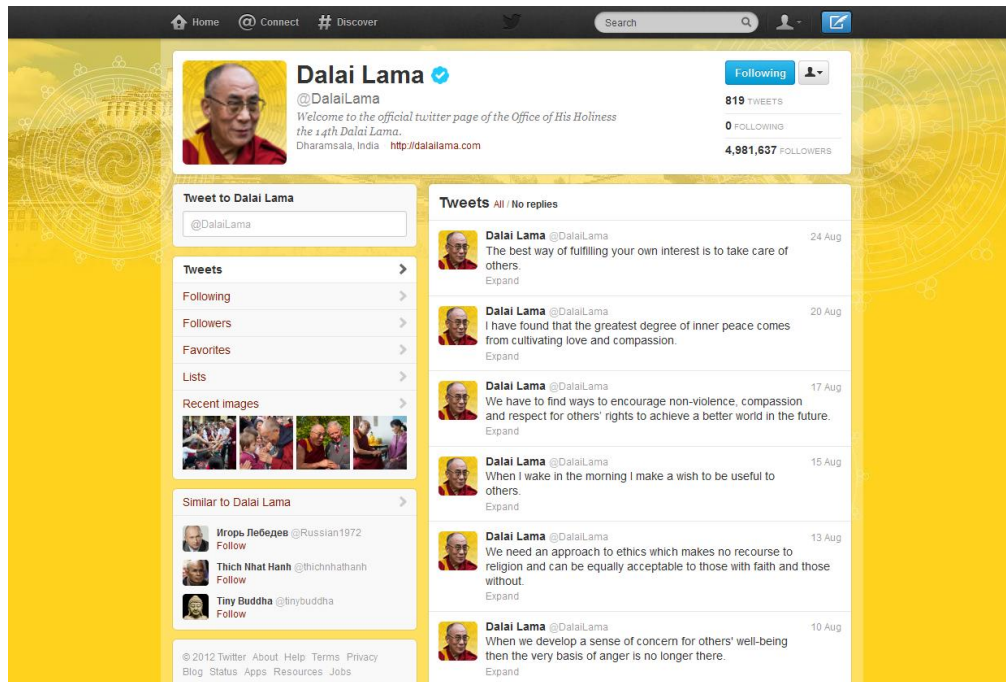 Home @ Connect # Discover
Search
Dalai Lama
@DalaiLama
Welcome to the official twitter page of the Office of His Holiness
the 14th Dalai Lama.
Dharamsala, India http://dalailama.com
Following
819 TWEETS
0 FOLLOWING
4,981,637 FOLLOWERS
Tweet to Dalai Lama
@DalaiLama
Tweets
Following
Followers
Favorites
Lists
Recent images
Similar to Dalai Lama
Игорь Лебедев @Russian1972
Follow
Thich Nhat Hanh @thichnhathanh
Follow
Tiny Buddha @tinybuddha
Follow
© 2012 Twitter About Help Terms Privacy
Blog Status Apps Resources Jobs
Tweets All / No replies
Dalai Lama @DalaiLama 24 Aug
The best way of fulfilling your own interest is to take care of
others.
Expand
Dalai Lama @DalaiLama 20 Aug
I have found that the greatest degree of inner peace comes
from cultivating love and compassion.
Expand
Dalai Lama @DalaiLama 17 Aug
We have to find ways to encourage non-violence, compassion
and respect for others' rights to achieve a better world in the future.
Expand
Dalai Lama @DalaiLama 15 Aug
When I wake in the morning I make a wish to be useful to
others.
Expand
Dalai Lama @DalaiLama 13 Aug
We need an approach to ethics which makes no recourse to
religion and can be equally acceptable to those with faith and those
without.
Expand
Dalai Lama @DalaiLama 10 Aug
When we develop a sense of concern for others' well-being
then the very basis of anger is no longer there.
Expand